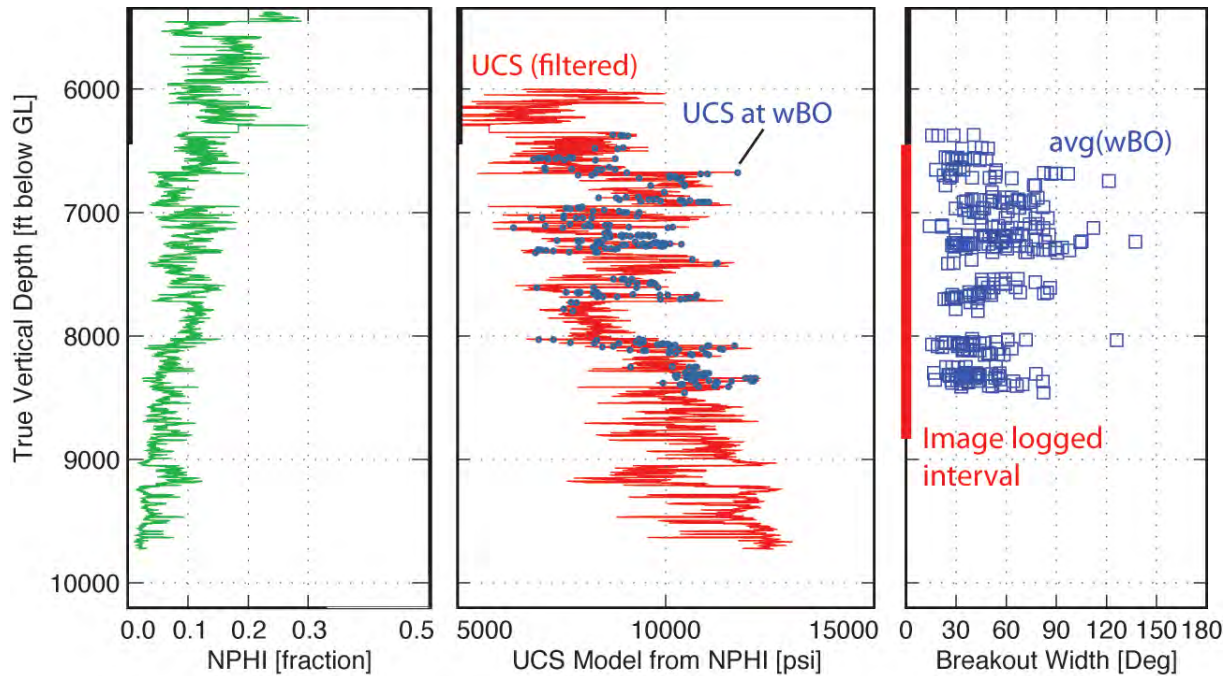 True Vertical Depth [ft below GL]
6000
7000
8000
9000
10000
0.0 0.1 0.2 0.3 0.5
NPHI [fraction]
UCS (filtered)
UCS at wBO
5000 10000 15000
UCS Model from NPHI [psi]
avg(wBO)
Image logged
interval
0 30 60 90 120 150 180
Breakout Width [Deg]